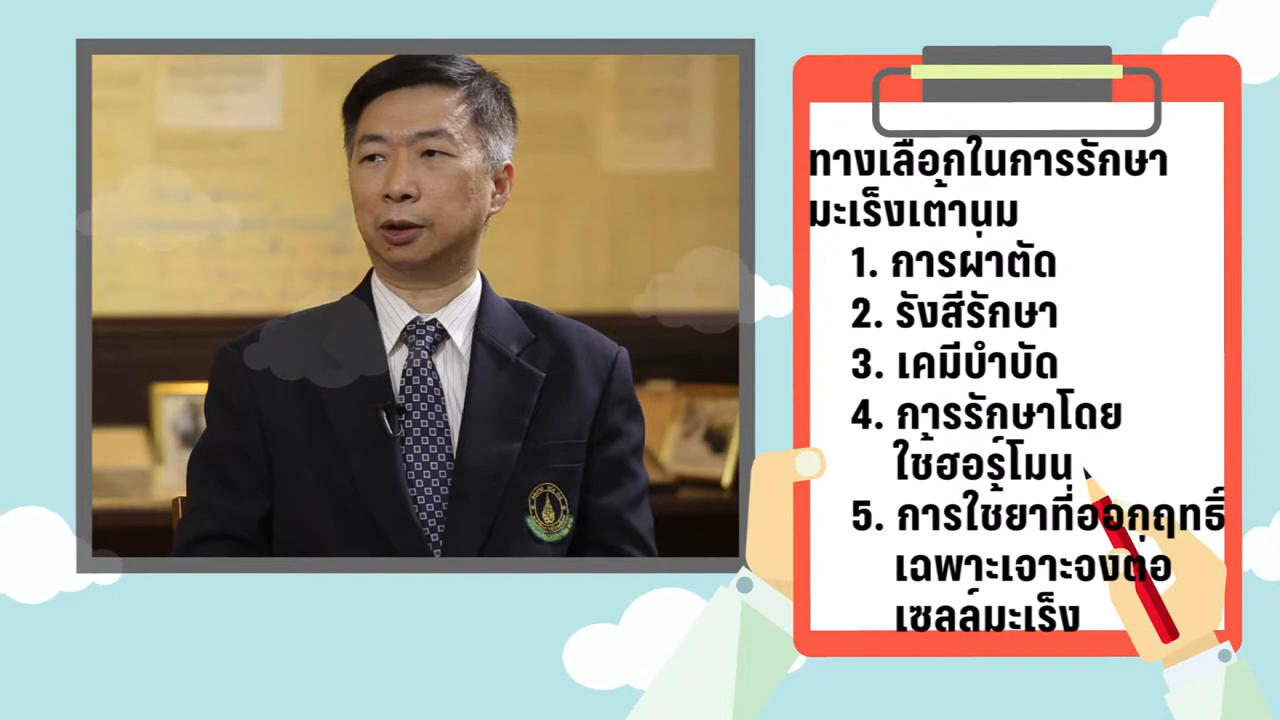 ทางเลือกในการรักษา
มะเร็งเต้านม
1. การผ่าตัด
2. รังสีรักษา
3. เคมีบำบัด
4. การรักษาโดย
ใช้ฮอร์โมน
5. การใช้ยาที่ออกฤทธิ์
เฉพาะเจาะจงต่อ
เซลล์มะเร็ง